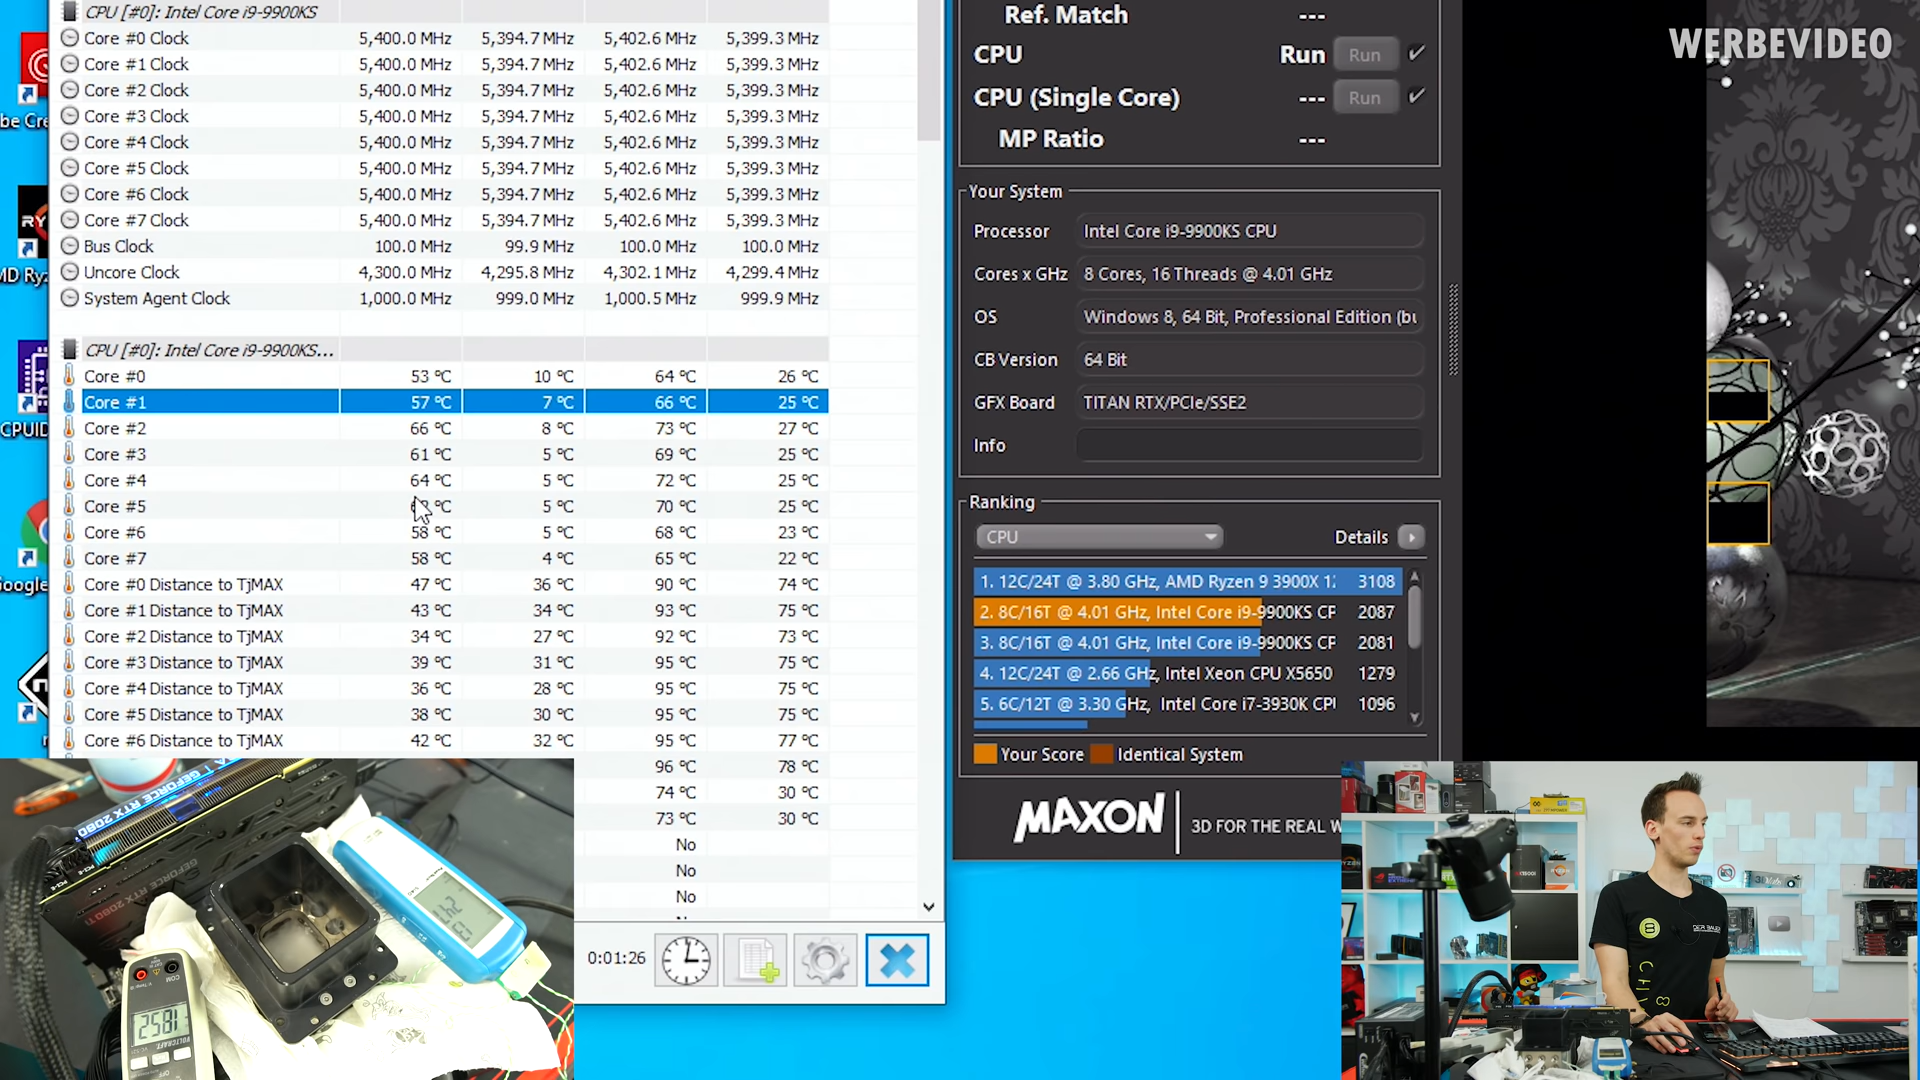 CPU [#0]: Intel Core i9-9900KS
Core #0 Clock 5,400.0 MHz 5,394.7 MHz 5,402.6 MHz 5,399.3 MHz
Core #1 Clock 5,400.0 MHz 5,394.7 MHz 5,402.6 MHz 5,399.3 MHz
Core #2 Clock 5,400.0 MHz 5,394.7 MHz 5,402.6 MHz 5,399.3 MHz
Core #3 Clock 5,400.0 MHz 5,394.7 MHz 5,402.6 MHz 5,399.3 MHz
Core #4 Clock 5,400.0 MHz 5,394.7 MHz 5,402.6 MHz 5,399.3 MHz
Core #5 Clock 5,400.0 MHz 5,394.7 MHz 5,402.6 MHz 5,399.3 MHz
Core #6 Clock 5,400.0 MHz 5,394.7 MHz 5,402.6 MHz 5,399.3 MHz
Core #7 Clock 5,400.0 MHz 5,394.7 MHz 5,402.6 MHz 5,399.3 MHz
Bus Clock 100.0 MHz 99.9 MHz 100.0 MHz 100.0 MHz
Uncore Clock 4,300.0 MHz 4,295.8 MHz 4,302.1 MHz 4,299.4 MHz
System Agent Clock 1,000.0 MHz 999.0 MHz 1,000.5 MHz 999.9 MHz
CPU [#0]: Intel Core i9-9900KS...
Core #0 53 °C 10 °C 64 °C 26 °C
Core #1 57 °C 7 °C 66 °C 25 °C
Core #2 66 °C 8 °C 73 °C 27 °C
Core #3 61 °C 5 °C 69 °C 25 °C
Core #4 64 °C 5 °C 72 °C 25 °C
Core #5 °C 5 °C 70 °C 25 °C
Core #6 58 °C 5 °C 68 °C 23 °C
Core #7 58 °C 4 °C 65 °C 22 °C
Core #0 Distance to TjMAX 47 °C 36 °C 90 °C 74 °C
Core #1 Distance to TjMAX 43 °C 34 °C 93 °C 75 °C
Core #2 Distance to TjMAX 34 °C 27 °C 92 °C 73 °C
Core #3 Distance to TjMAX 39 °C 31 °C 95 °C 75 °C
Core #4 Distance to TjMAX 36 °C 28 °C 95 °C 75 °C
Core #5 Distance to TjMAX 38 °C 30 °C 95 °C 75 °C
Core #6 Distance to TjMAX 42 °C 32 °C 95 °C 77 °C
96 °C 78 °C
74 °C 30 °C
73 °C 30 °C
No
No
No
0:01:26
be Cre
RY
MD Ryz
CPUID
Google
Ref. Match ---
CPU Run Run
CPU (Single Core) --- Run
MP Ratio ---
Your System
Processor Intel Core i9-9900KS CPU
Cores x GHz 8 Cores, 16 Threads @ 4.01 GHz
OS Windows 8, 64 Bit, Professional Edition (bu
CB Version 64 Bit
GFX Board TITAN RTX/PCIe/SSE2
Info
Ranking
CPU Details
1. 12C/24T @ 3.80 GHz, AMD Ryzen 9 3900X 12 3108
2. 8C/16T @ 4.01 GHz, Intel Core i9-9900KS CP 2087
3. 8C/16T @ 4.01 GHz, Intel Core i9-9900KS CP 2081
4. 12C/24T @ 2.66 GHz, Intel Xeon CPU X5650 1279
5. 6C/12T @ 3.30 GHz, Intel Core i7-3930K CPU 1096
Your Score Identical System
MAXON 3D FOR THE REAL W
WERBEVIDEO
GEFORCE RTX 2080
GEFORCE RTX 2080 Ti
COM
VOLTCRAFT
DER BAUER